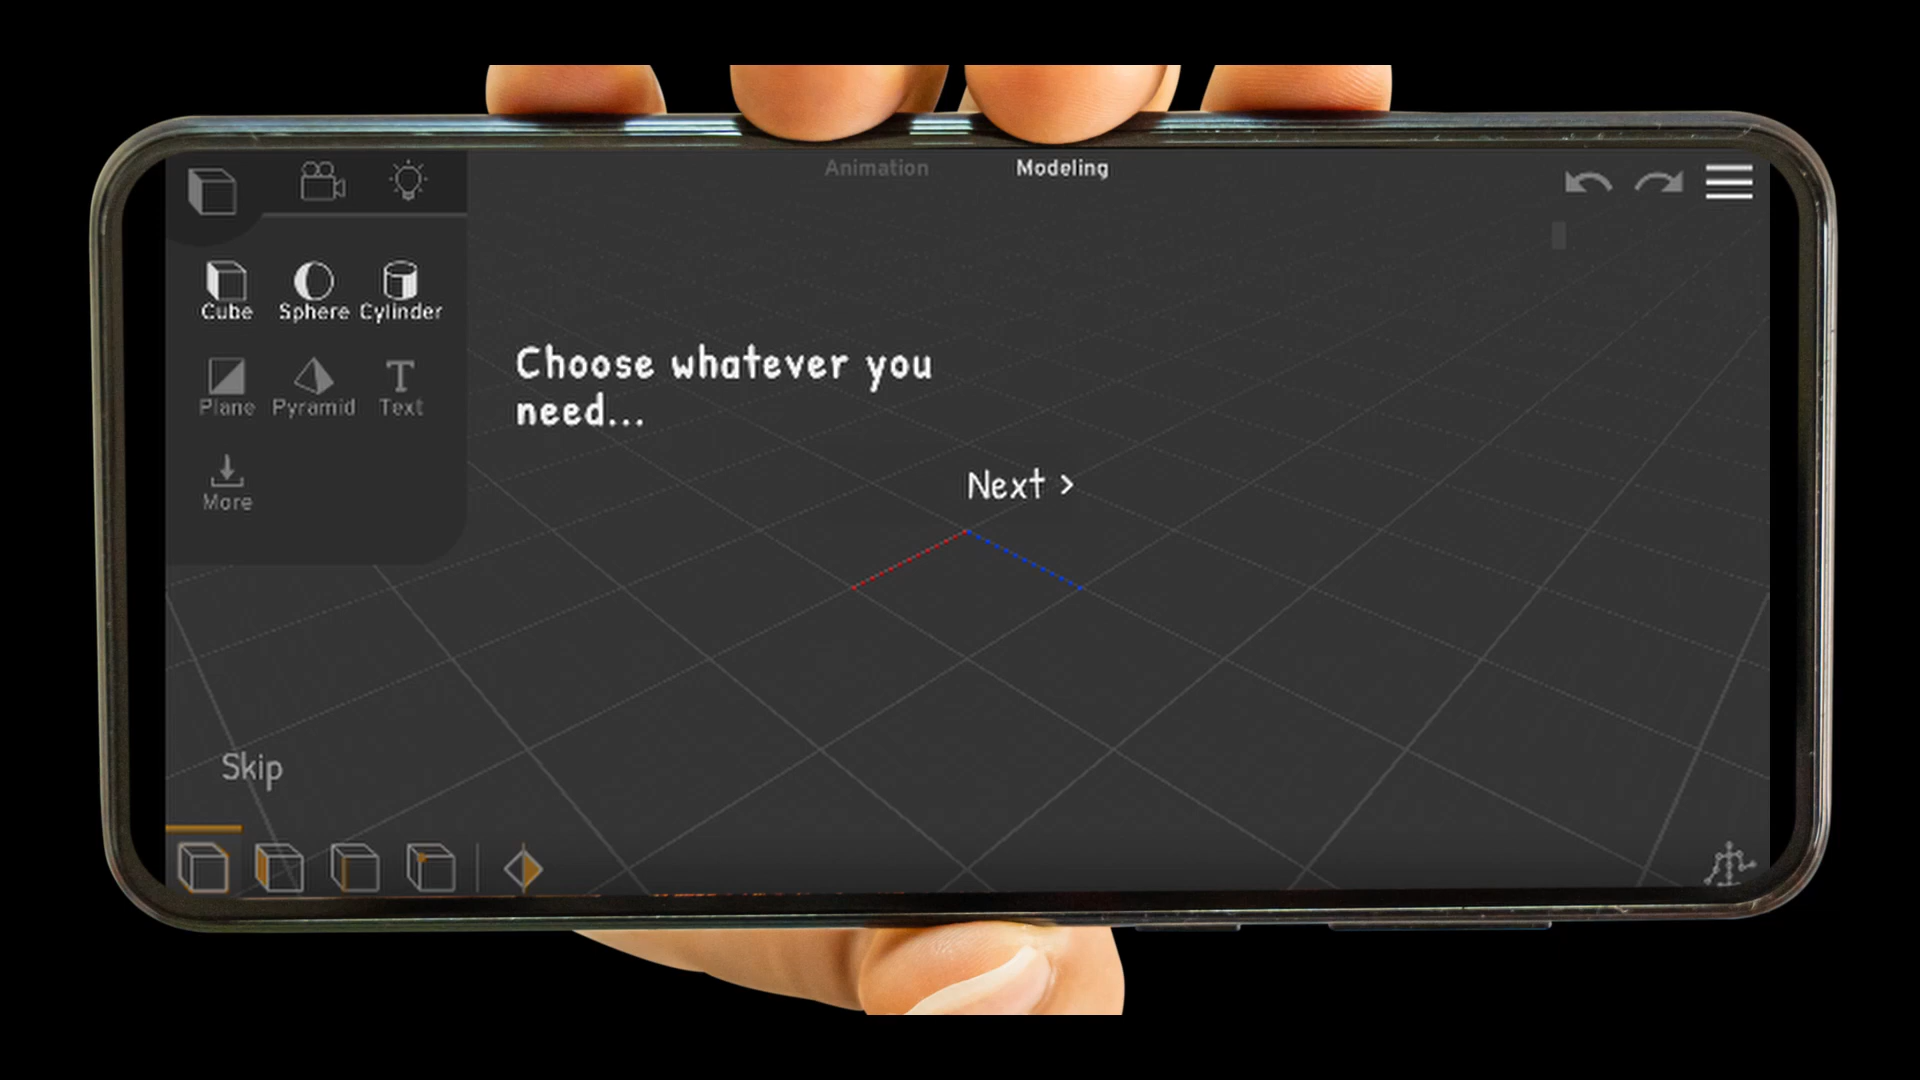 Animation Modeling
Cube Sphere Cylinder
Plane Pyramid Text
More
Choose whatever you
need...
Next >
Skip